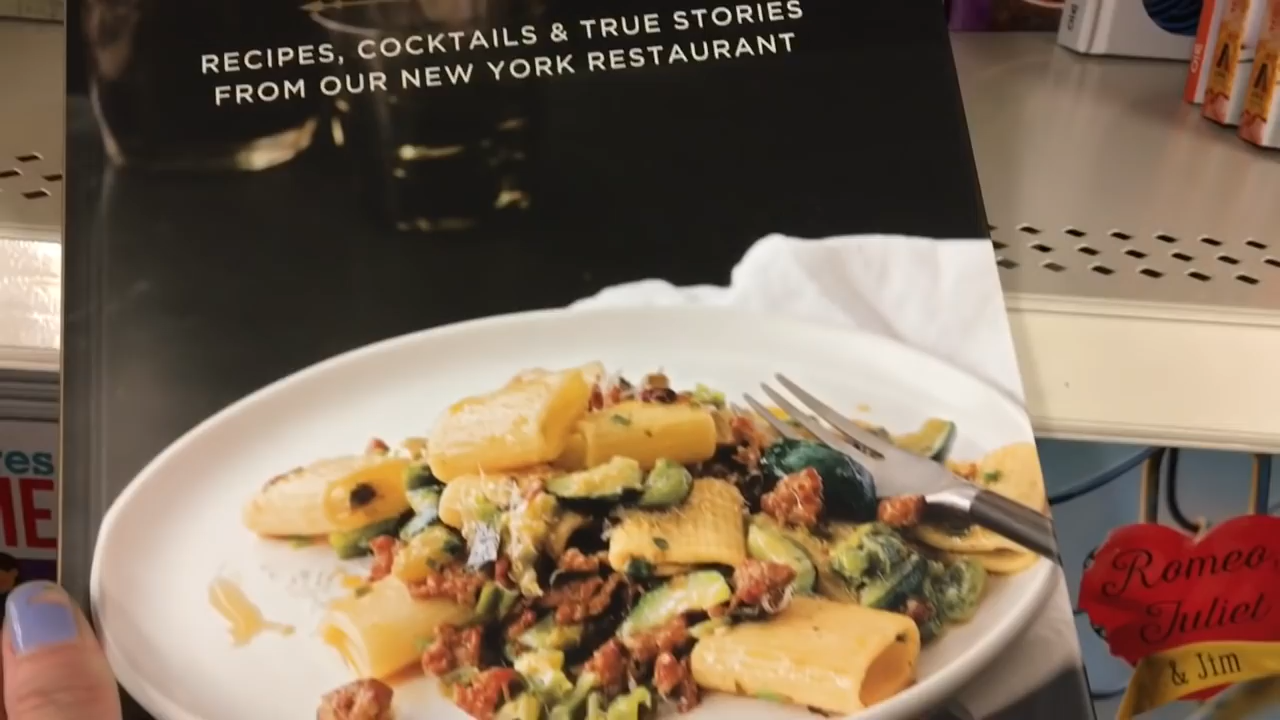 RECIPES, COCKTAILS & TRUE STORIES
FROM OUR NEW YORK RESTAURANT
Romeo
Juliet
& Jim